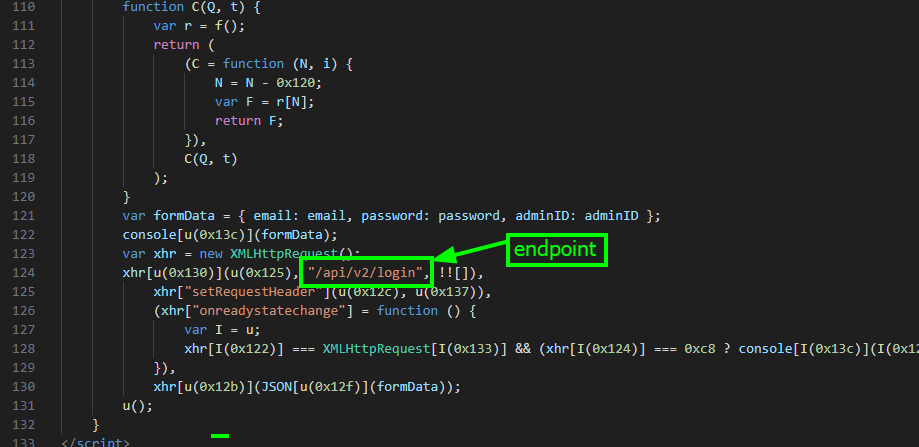 110 function C(Q, t) {
111 var r = f();
112 return (
113 (C = function (N, i) {
114 N = N - 0x120;
115 var F = r[N];
116 return F;
117 }),
118 C(Q, t)
119 );
120 }
121 var formData = { email: email, password: password, adminID: adminID };
122 console[u(0x13c)](formData);
123 var xhr = new XMLHttpRequest();
endpoint
124 xhr[u(0x130)](u(0x125), "/api/v2/login", !![]),
125 xhr["setRequestHeader"](u(0x12c), u(0x137)),
126 (xhr["onreadystatechange"] = function () {
127 var I = u;
128 xhr[I(0x122)] === XMLHttpRequest[I(0x133)] && (xhr[I(0x124)] === 0xc8 ? console[I(0x13c)](I(0x12
129 }),
130 xhr[u(0x12b)](JSON[u(0x12f)](formData));
131 u();
132 }
133 </script>